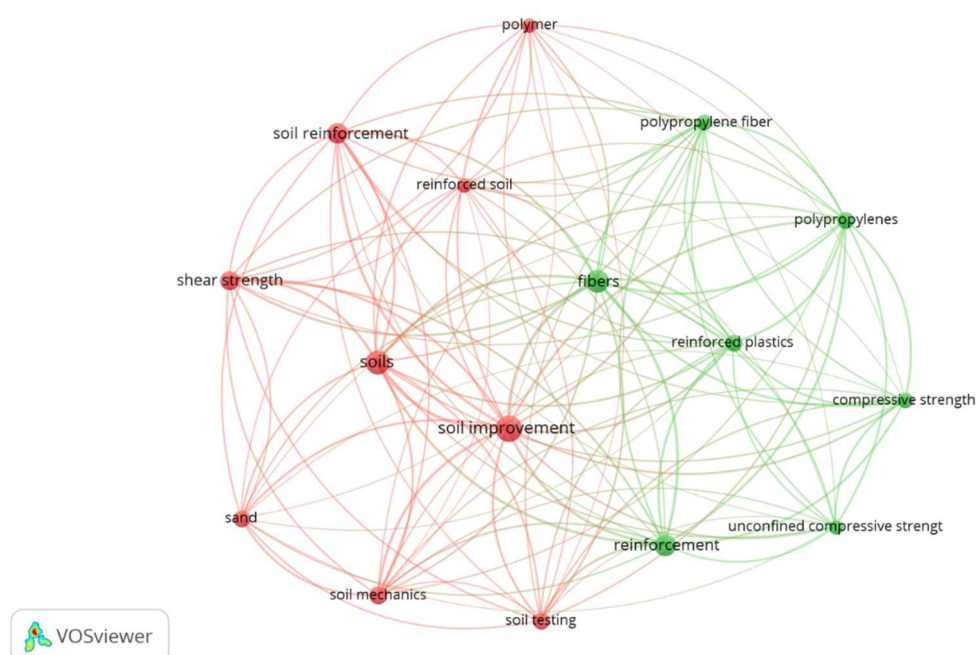 polymer
polypropylene fiber
soil reinforcement
reinforced soil
polypropylenes
shear strength
fibers
reinforced plastics
soils
compressive strength
soil improvement
sand
unconfined compressive strengt
reinforcement
soil mechanics
soil testing
VOSviewer